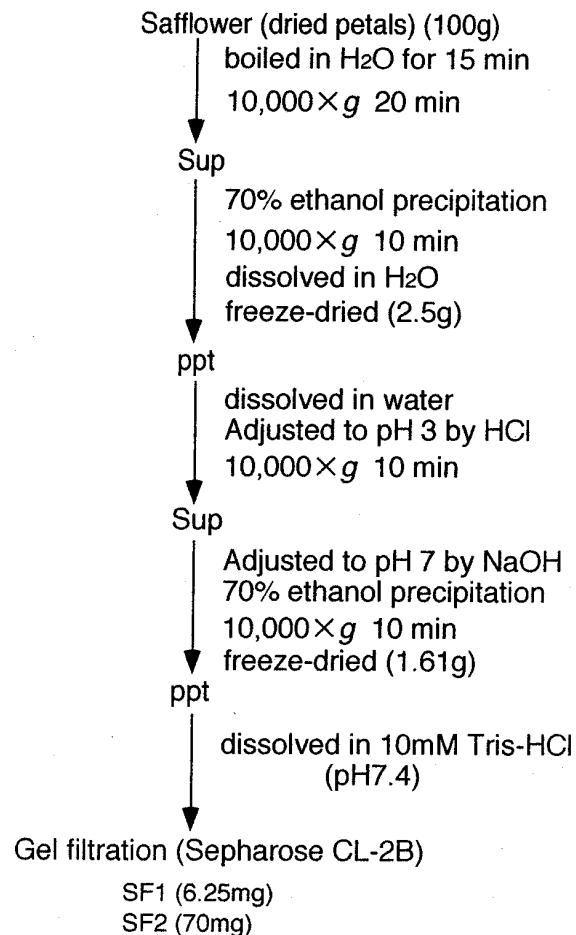 Safflower (dried petals) (100g)
boiled in H2O for 15 min
10,000×g 20 min
Sup
70% ethanol precipitation
10,000×g 10 min
dissolved in H2O
freeze-dried (2.5g)
ppt
dissolved in water
Adjusted to pH 3 by HCl
10,000×g 10 min
Sup
Adjusted to pH 7 by NaOH
70% ethanol precipitation
10,000×g 10 min
freeze-dried (1.61g)
ppt
dissolved in 10mM Tris-HCl
(pH7.4)
Gel filtration (Sepharose CL-2B)
SF1 (6.25mg)
SF2 (70mg)